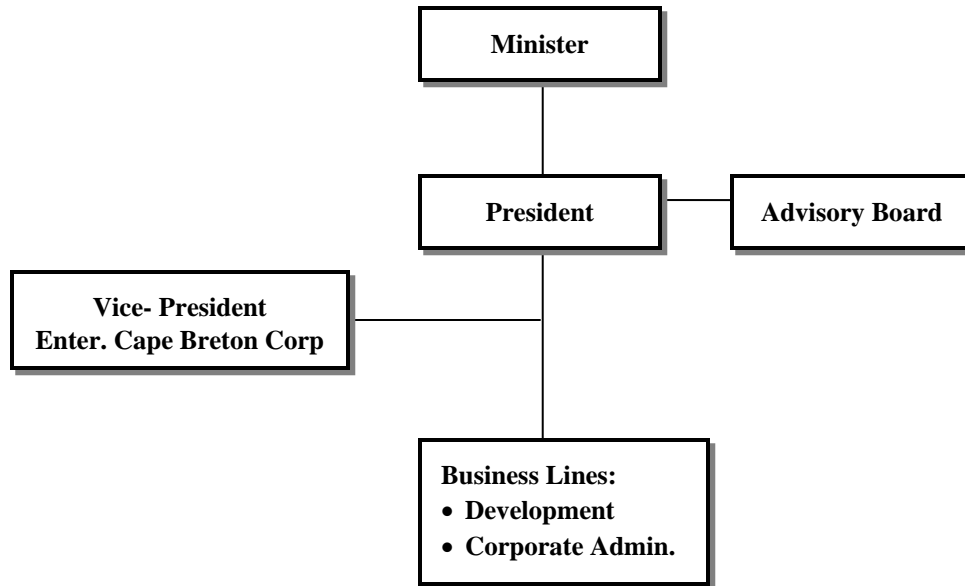 Minister
President
Advisory Board
Vice- President
Enter. Cape Breton Corp
Business Lines:
• Development
• Corporate Admin.